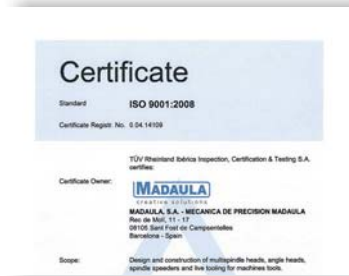 Certificate
Standard ISO 9001:2008
Certificate Registr. No. 0.04.14109
TÜV Rheinland Ibérica Inspection, Certification & Testing S.A.
certifies:
Certificate Owner:
MADAULA
creative solutions
MADAULA, S.A. - MECANICA DE PRECISION MADAULA
Rec de Molí, 11 - 17
08105 Sant Fost de Campsentelles
Barcelona - Spain
Scope: Design and construction of multispindle heads, angle heads,
spindle speeders and live tooling for machines tools.